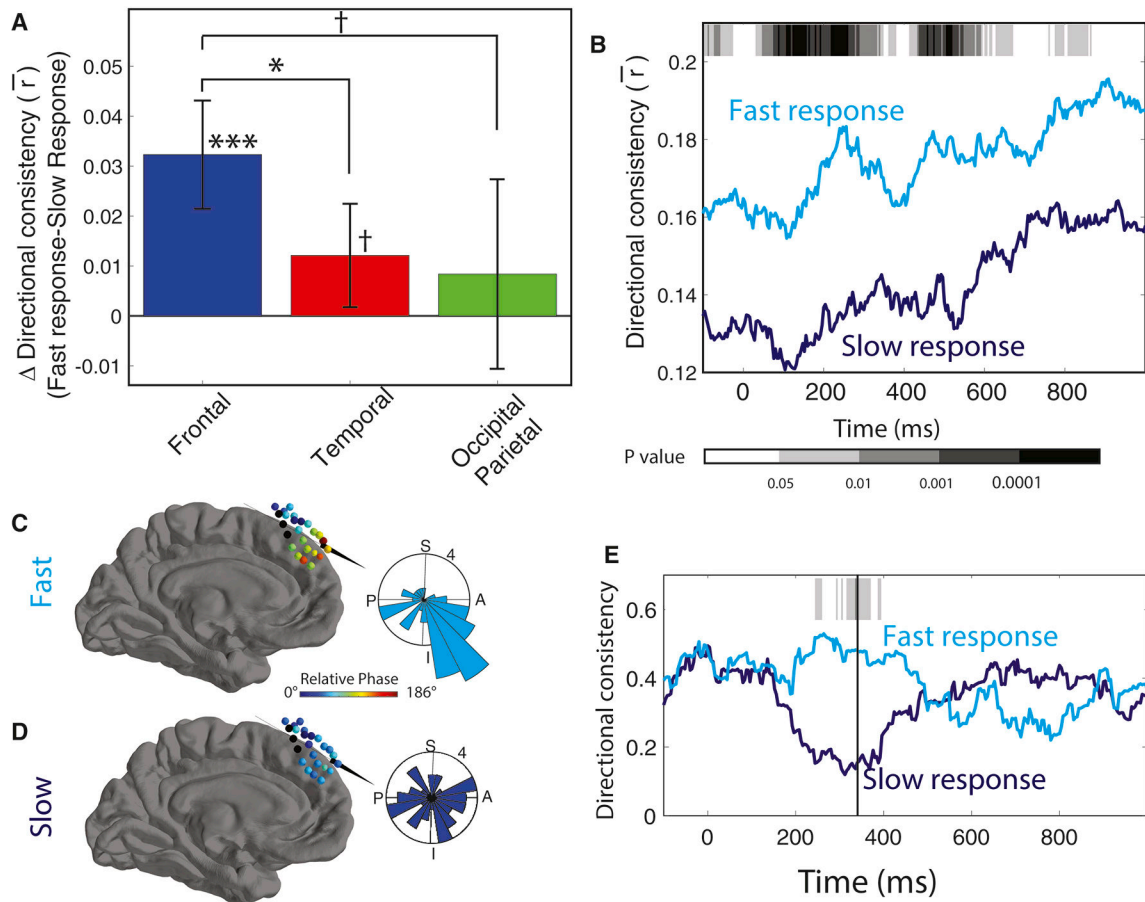 A
Δ Directional consistency (r̅)
(Fast response-Slow Response)
0.05
0.04
0.03
0.02
0.01
0
-0.01
†
*
***
†
Frontal
Temporal
Occipital
Parietal
B
Directional consistency (r̅)
0.2
0.18
0.16
0.14
0.12
Fast response
Slow response
0
200
400
600
800
Time (ms)
P value
0.05
0.01
0.001
0.0001
C
Fast
S
4
P
A
I
Relative Phase
0°
186°
D
Slow
S
4
P
A
I
E
Directional consistency
0.6
0.4
0.2
0
Fast response
Slow response
0
200
400
600
800
Time (ms)